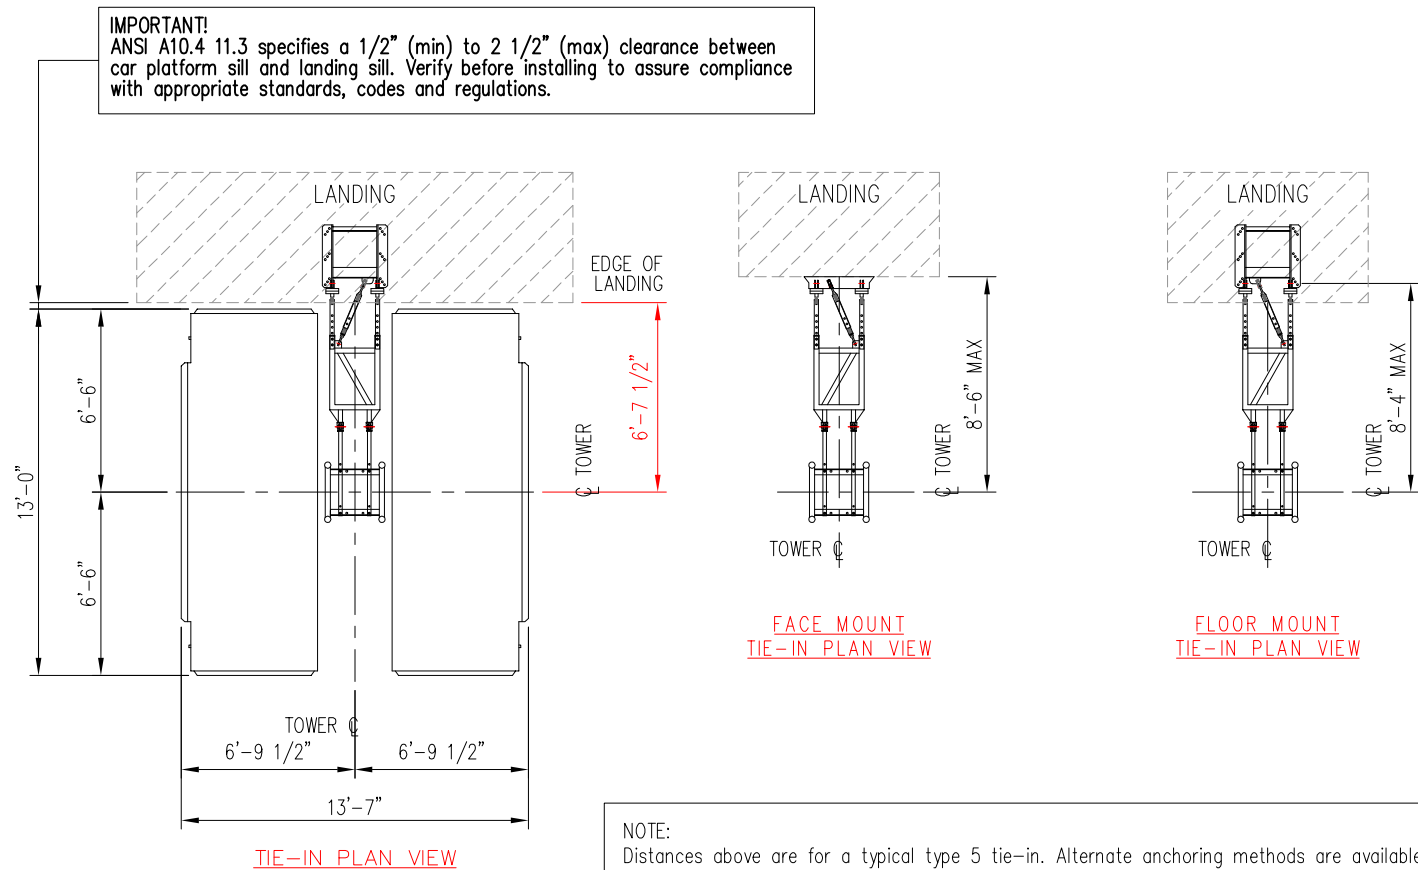 IMPORTANT!
ANSI A10.4 11.3 specifies a 1/2" (min) to 2 1/2" (max) clearance between
car platform sill and landing sill. Verify before installing to assure compliance
with appropriate standards, codes and regulations.
LANDING
EDGE OF
LANDING
6'-6"
6'-6"
13'-0"
6'-7 1/2"
℄ TOWER
TOWER ℄
6'-9 1/2"
6'-9 1/2"
13'-7"
TIE-IN PLAN VIEW
LANDING
8'-6" MAX
℄ TOWER
TOWER ℄
FACE MOUNT
TIE-IN PLAN VIEW
LANDING
8'-4" MAX
℄ TOWER
TOWER ℄
FLOOR MOUNT
TIE-IN PLAN VIEW
NOTE:
Distances above are for a typical type 5 tie-in. Alternate anchoring methods are available